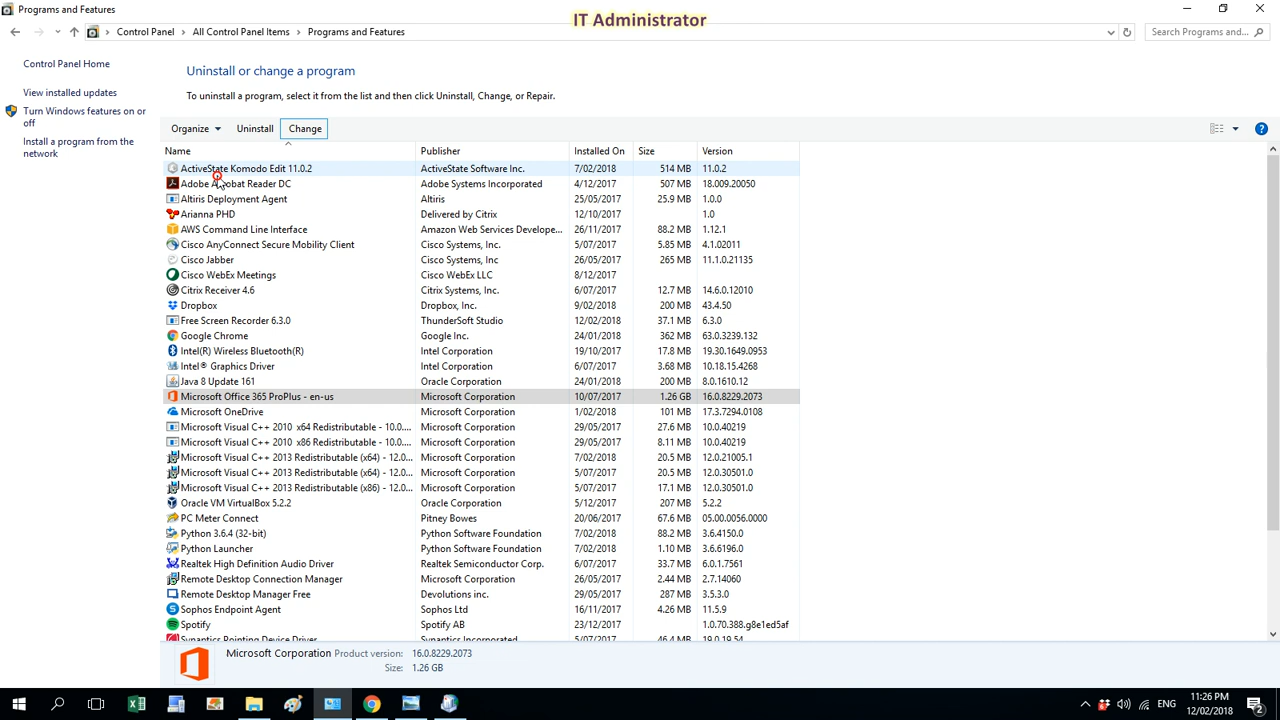 Programs and Features
IT Administrator
Control Panel > All Control Panel Items > Programs and Features
Search Programs and...
Control Panel Home
View installed updates
Turn Windows features on or
off
Install a program from the
network
Uninstall or change a program
To uninstall a program, select it from the list and then click Uninstall, Change, or Repair.
Organize Uninstall Change
Name Publisher Installed On Size Version
ActiveState Komodo Edit 11.0.2 ActiveState Software Inc. 7/02/2018 514 MB 11.0.2
Adobe Acrobat Reader DC Adobe Systems Incorporated 4/12/2017 507 MB 18.009.20050
Altiris Deployment Agent Altiris 25/05/2017 25.9 MB 1.0.0
Arianna PHD Delivered by Citrix 12/10/2017 1.0
AWS Command Line Interface Amazon Web Services Develope... 26/11/2017 88.2 MB 1.12.1
Cisco AnyConnect Secure Mobility Client Cisco Systems, Inc. 5/07/2017 5.85 MB 4.1.02011
Cisco Jabber Cisco Systems, Inc 26/05/2017 265 MB 11.1.0.21135
Cisco WebEx Meetings Cisco WebEx LLC 8/12/2017
Citrix Receiver 4.6 Citrix Systems, Inc. 6/07/2017 12.7 MB 14.6.0.12010
Dropbox Dropbox, Inc. 9/02/2018 200 MB 43.4.50
Free Screen Recorder 6.3.0 ThunderSoft Studio 12/02/2018 37.1 MB 6.3.0
Google Chrome Google Inc. 24/01/2018 362 MB 63.0.3239.132
Intel(R) Wireless Bluetooth(R) Intel Corporation 19/10/2017 17.8 MB 19.30.1649.0953
Intel® Graphics Driver Intel Corporation 6/07/2017 3.68 MB 10.18.15.4268
Java 8 Update 161 Oracle Corporation 24/01/2018 200 MB 8.0.1610.12
Microsoft Office 365 ProPlus - en-us Microsoft Corporation 10/07/2017 1.26 GB 16.0.8229.2073
Microsoft OneDrive Microsoft Corporation 1/02/2018 101 MB 17.3.7294.0108
Microsoft Visual C++ 2010 x64 Redistributable - 10.0.... Microsoft Corporation 29/05/2017 27.6 MB 10.0.40219
Microsoft Visual C++ 2010 x86 Redistributable - 10.0.... Microsoft Corporation 29/05/2017 8.11 MB 10.0.40219
Microsoft Visual C++ 2013 Redistributable (x64) - 12.0... Microsoft Corporation 7/02/2018 20.5 MB 12.0.21005.1
Microsoft Visual C++ 2013 Redistributable (x64) - 12.0... Microsoft Corporation 5/07/2017 20.5 MB 12.0.30501.0
Microsoft Visual C++ 2013 Redistributable (x86) - 12.0... Microsoft Corporation 5/07/2017 17.1 MB 12.0.30501.0
Oracle VM VirtualBox 5.2.2 Oracle Corporation 5/12/2017 207 MB 5.2.2
PC Meter Connect Pitney Bowes 20/06/2017 67.6 MB 05.00.0056.0000
Python 3.6.4 (32-bit) Python Software Foundation 7/02/2018 88.2 MB 3.6.4150.0
Python Launcher Python Software Foundation 7/02/2018 1.10 MB 3.6.6196.0
Realtek High Definition Audio Driver Realtek Semiconductor Corp. 6/07/2017 33.7 MB 6.0.1.7561
Remote Desktop Connection Manager Microsoft Corporation 26/05/2017 2.44 MB 2.7.14060
Remote Desktop Manager Free Devolutions inc. 29/05/2017 287 MB 3.5.3.0
Sophos Endpoint Agent Sophos Ltd 16/11/2017 4.26 MB 11.5.9
Spotify Spotify AB 23/12/2017 1.0.70.388.g8e1ed5af
Synaptics Pointing Device Driver Synaptics Incorporated 5/07/2017 46.4 MB 19.0.19.54
Microsoft Corporation Product version: 16.0.8229.2073
Size: 1.26 GB
ENG
11:26 PM
12/02/2018
2